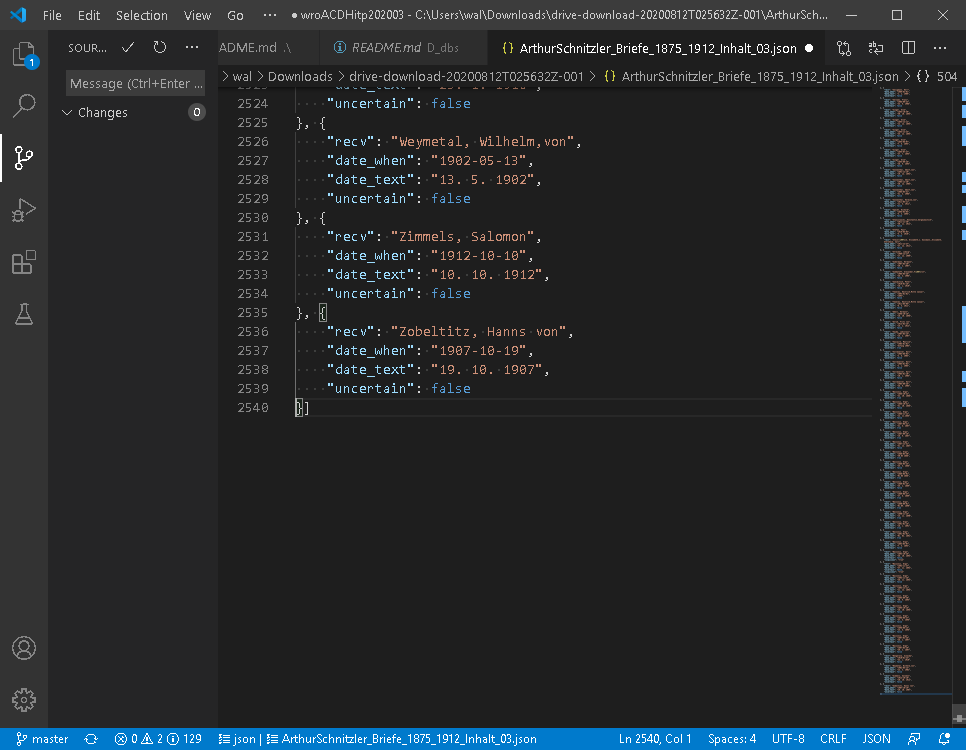 File Edit Selection View Go ··· ● wroACDHitp202003 - C:\Users\wal\Downloads\drive-download-20200812T025632Z-001\ArthurSch...
SOUR... ···
ADME.md .\ README.md D_dbs {} ArthurSchnitzler_Briefe_1875_1912_Inhalt_03.json ● ···
> wal > Downloads > drive-download-20200812T025632Z-001 > {} ArthurSchnitzler_Briefe_1875_1912_Inhalt_03.json > {} 504
1
Message (Ctrl+Enter ...
Changes 0
2524 "uncertain": false
2525 }, {
2526 "recv": "Weymetal, Wilhelm,von",
2527 "date_when": "1902-05-13",
2528 "date_text": "13. 5. 1902",
2529 "uncertain": false
2530 }, {
2531 "recv": "Zimmels, Salomon",
2532 "date_when": "1912-10-10",
2533 "date_text": "10. 10. 1912",
2534 "uncertain": false
2535 }, {
2536 "recv": "Zobeltitz, Hanns von",
2537 "date_when": "1907-10-19",
2538 "date_text": "19. 10. 1907",
2539 "uncertain": false
2540 }]
master 0 2 129 json | ArthurSchnitzler_Briefe_1875_1912_Inhalt_03.json Ln 2540, Col 1 Spaces: 4 UTF-8 CRLF JSON